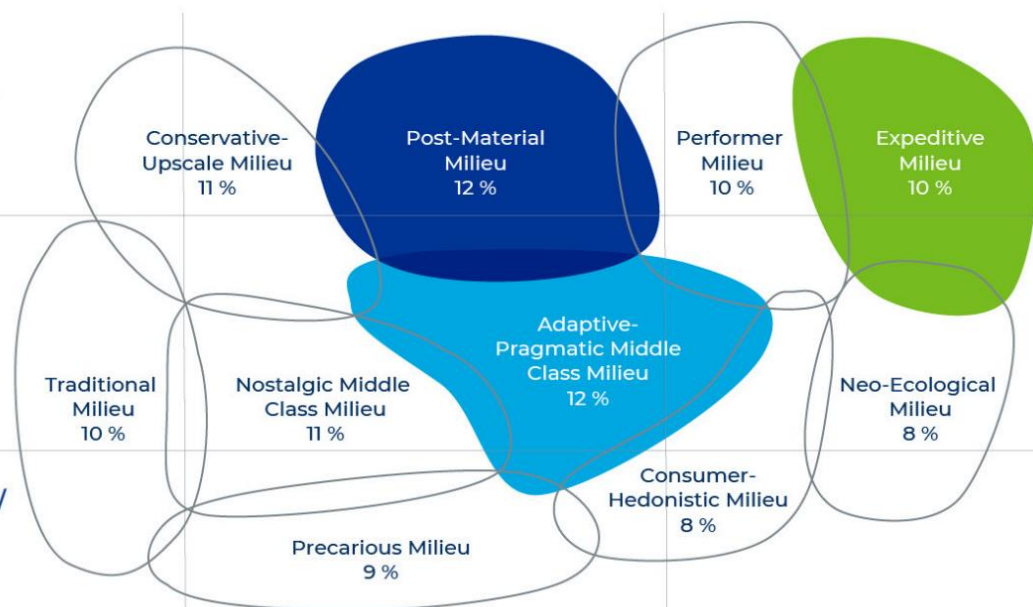 Conservative-
Upscale Milieu
11 %
Post-Material
Milieu
12 %
Performer
Milieu
10 %
Expeditive
Milieu
10 %
Traditional
Milieu
10 %
Nostalgic Middle
Class Milieu
11 %
Adaptive-
Pragmatic Middle
Class Milieu
12 %
Neo-Ecological
Milieu
8 %
Consumer-
Hedonistic Milieu
8 %
Precarious Milieu
9 %